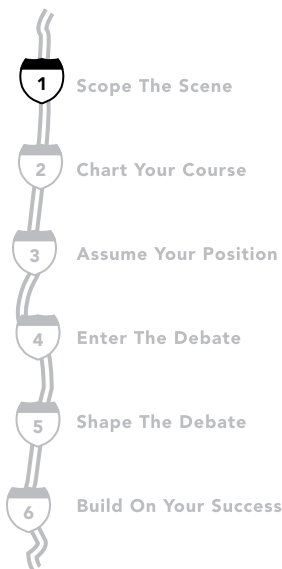 1 Scope The Scene
2 Chart Your Course
3 Assume Your Position
4 Enter The Debate
5 Shape The Debate
6 Build On Your Success